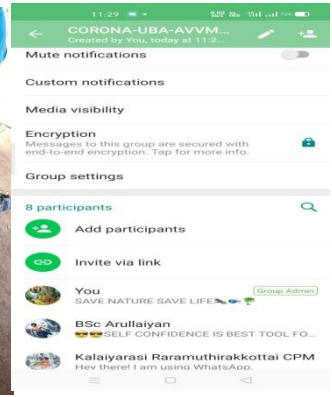 11:29
CORONA-UBA-AVVM...
Created by You, today at 11:2...
Mute notifications
Custom notifications
Media visibility
Encryption
Messages to this group are secured with
end-to-end encryption. Tap for more info.
Group settings
8 participants
Add participants
Invite via link
You
Group Admin
SAVE NATURE SAVE LIFE
BSc Arullaiyan
😎😎SELF CONFIDENCE IS BEST TOOL FO...
Kalaiyarasi Raramuthirakkottai CPM
Hey there! I am using WhatsApp.